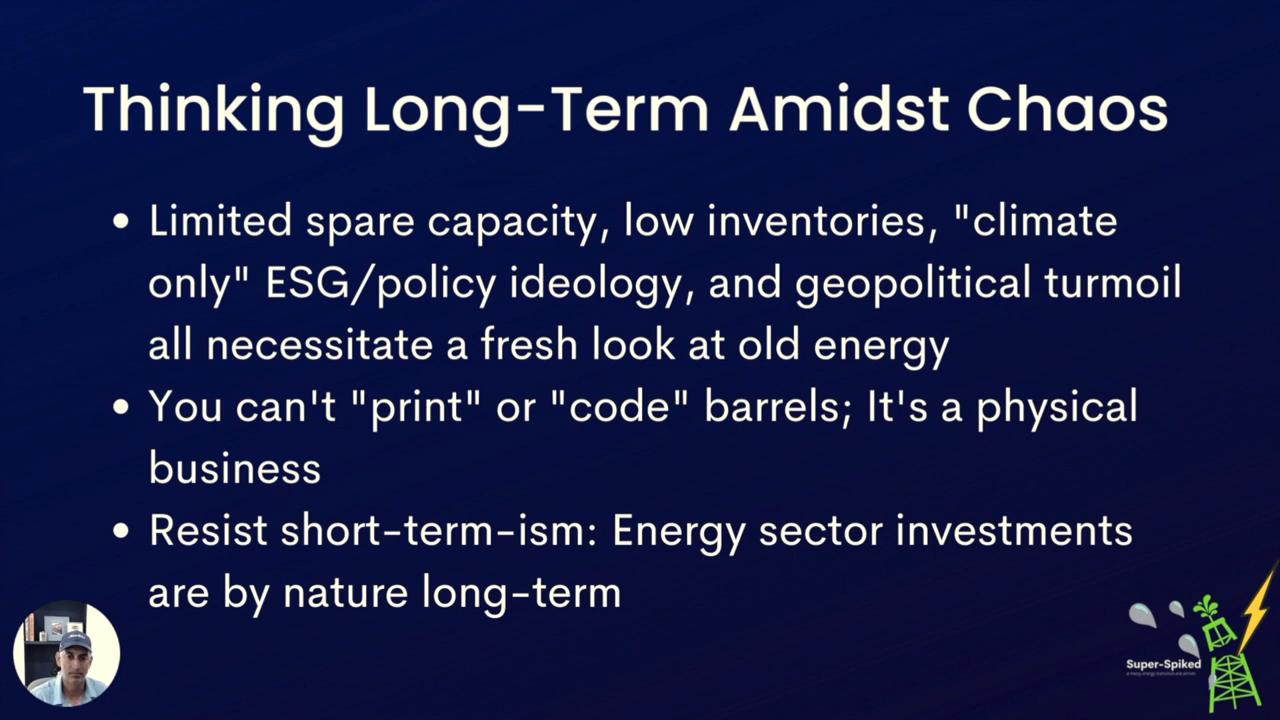 Thinking Long-Term Amidst Chaos
• Limited spare capacity, low inventories, "climate
only" ESG/policy ideology, and geopolitical turmoil
all necessitate a fresh look at old energy
• You can't "print" or "code" barrels; It's a physical
business
• Resist short-term-ism: Energy sector investments
are by nature long-term
Super-Spiked